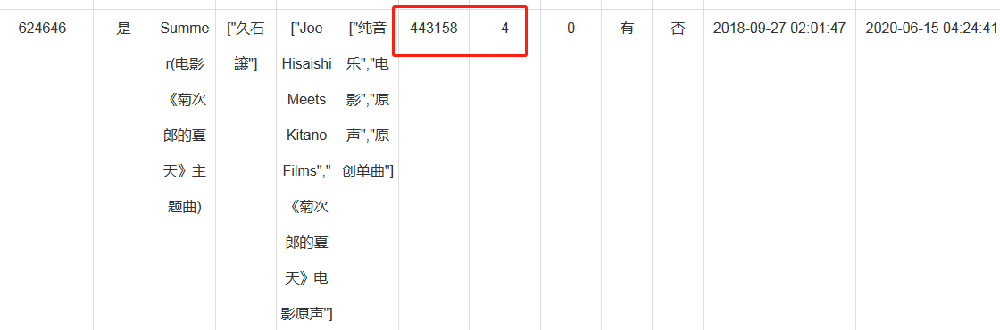 624646
是
Summe
r(电影
《菊次
郎的夏
天》主
题曲)
["久石
譲"]
["Joe
Hisaishi
Meets
Kitano
Films","
《菊次
郎的夏
天》电
影原声"]
["纯音
乐","电
影","原
声","原
创单曲"]
443158
4
0
有
否
2018-09-27 02:01:47
2020-06-15 04:24:41